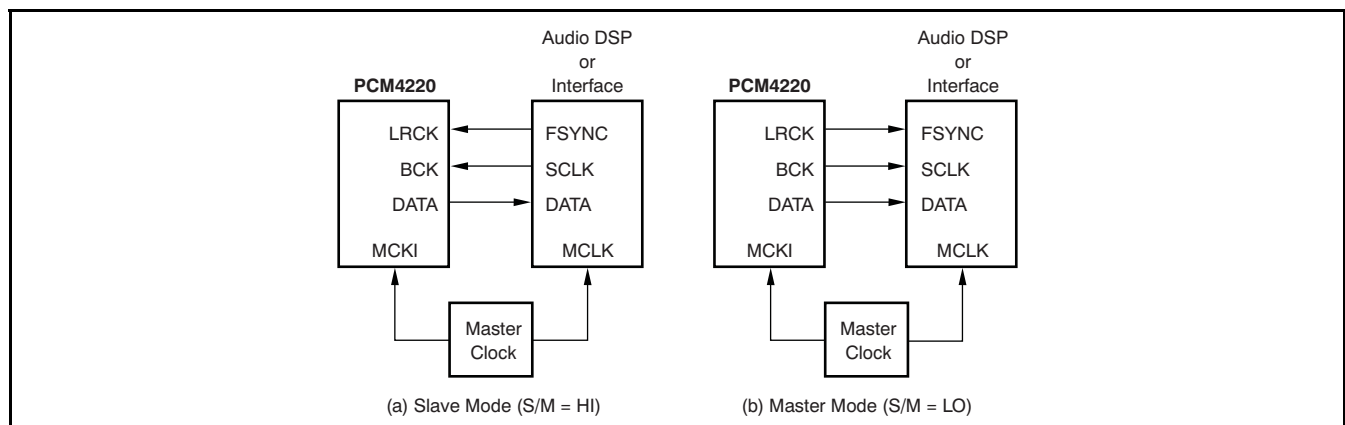 Audio DSP
or
Interface
PCM4220
LRCK
FSYNC
BCK
SCLK
DATA
DATA
MCKI
MCLK
Master
Clock
(a) Slave Mode (S/M = HI)
Audio DSP
or
Interface
PCM4220
LRCK
FSYNC
BCK
SCLK
DATA
DATA
MCKI
MCLK
Master
Clock
(b) Master Mode (S/M = LO)